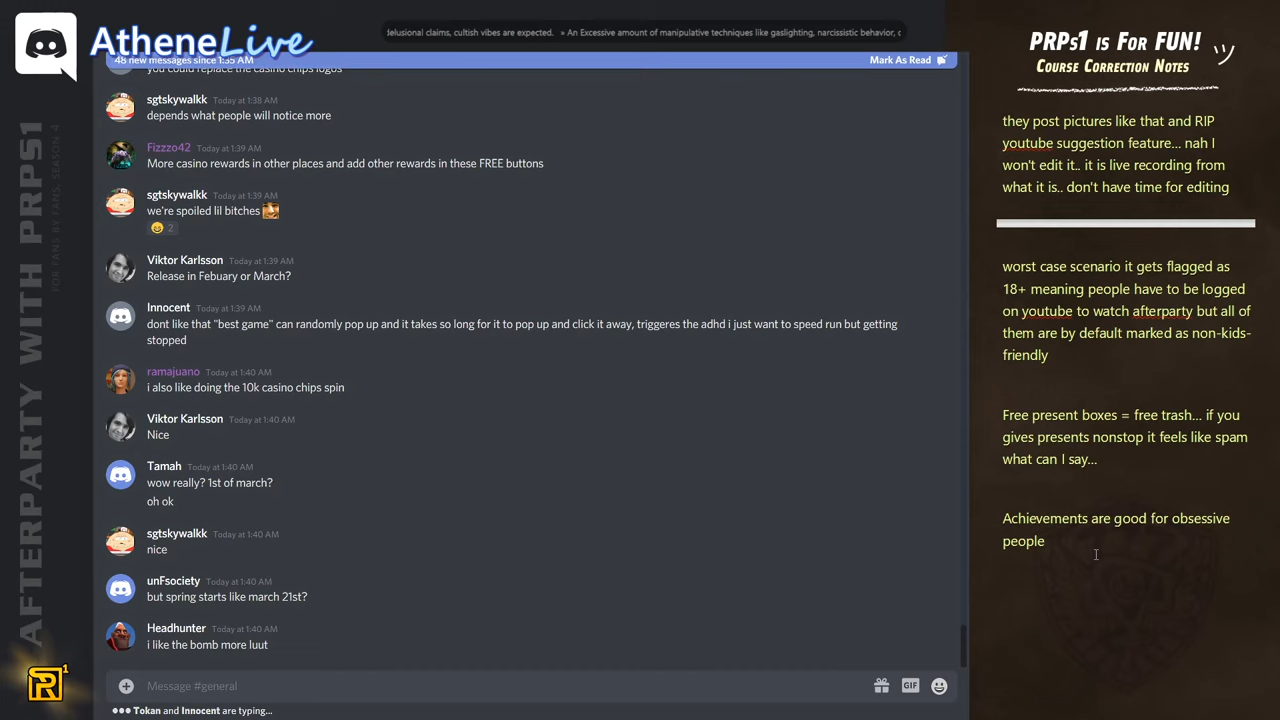 AtheneLive
delusional claims, cultish vibes are expected. » An Excessive amount of manipulative techniques like gaslighting, narcissistic behavior,
48 new messages since 1:35 AM
Mark As Read
you could replace the casino chips logos
sgtskywalkk Today at 1:38 AM
depends what people will notice more
Fizzzo42 Today at 1:39 AM
More casino rewards in other places and add other rewards in these FREE buttons
sgtskywalkk Today at 1:39 AM
we're spoiled lil bitches
2
Viktor Karlsson Today at 1:39 AM
Release in Febuary or March?
Innocent Today at 1:39 AM
dont like that "best game" can randomly pop up and it takes so long for it to pop up and click it away, triggeres the adhd i just want to speed run but getting
stopped
ramajuano Today at 1:40 AM
i also like doing the 10k casino chips spin
Viktor Karlsson Today at 1:40 AM
Nice
Tamah Today at 1:40 AM
wow really? 1st of march?
oh ok
sgtskywalkk Today at 1:40 AM
nice
unFsociety Today at 1:40 AM
but spring starts like march 21st?
Headhunter Today at 1:40 AM
i like the bomb more luut
Message #general
GIF
Tokan and Innocent are typing...
AFTERPARTY WITH PRPS1
FOR FANS BY FANS, SEASON 4
R1
PRPs1 is For FUN!
ツ
Course Correction Notes
they post pictures like that and RIP
youtube suggestion feature... nah I
won't edit it.. it is live recording from
what it is.. don't have time for editing
worst case scenario it gets flagged as
18+ meaning people have to be logged
on youtube to watch afterparty but all of
them are by default marked as non-kids-
friendly
Free present boxes = free trash... if you
gives presents nonstop it feels like spam
what can I say...
Achievements are good for obsessive
people